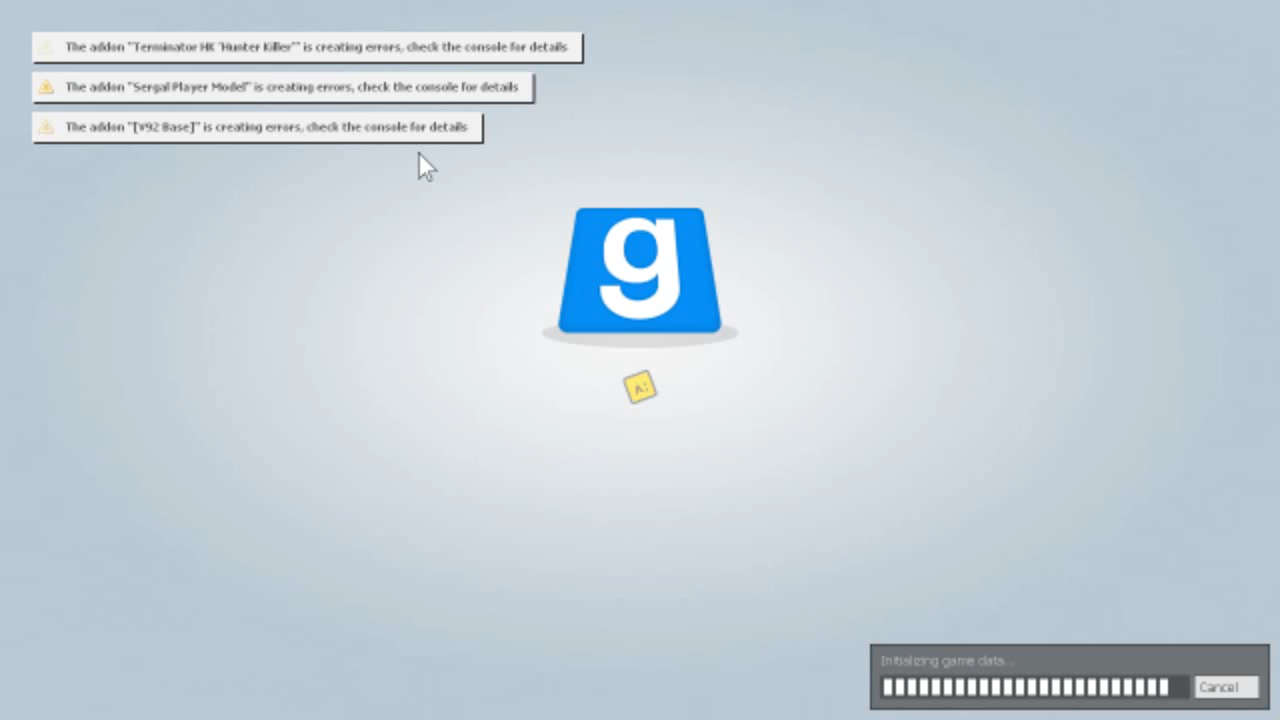 The addon "Terminator HK 'Hunter Killer'" is creating errors, check the console for details
The addon "Sergal Player Model" is creating errors, check the console for details
The addon "[V92 Base]" is creating errors, check the console for details
g
Initializing game data...
Cancel